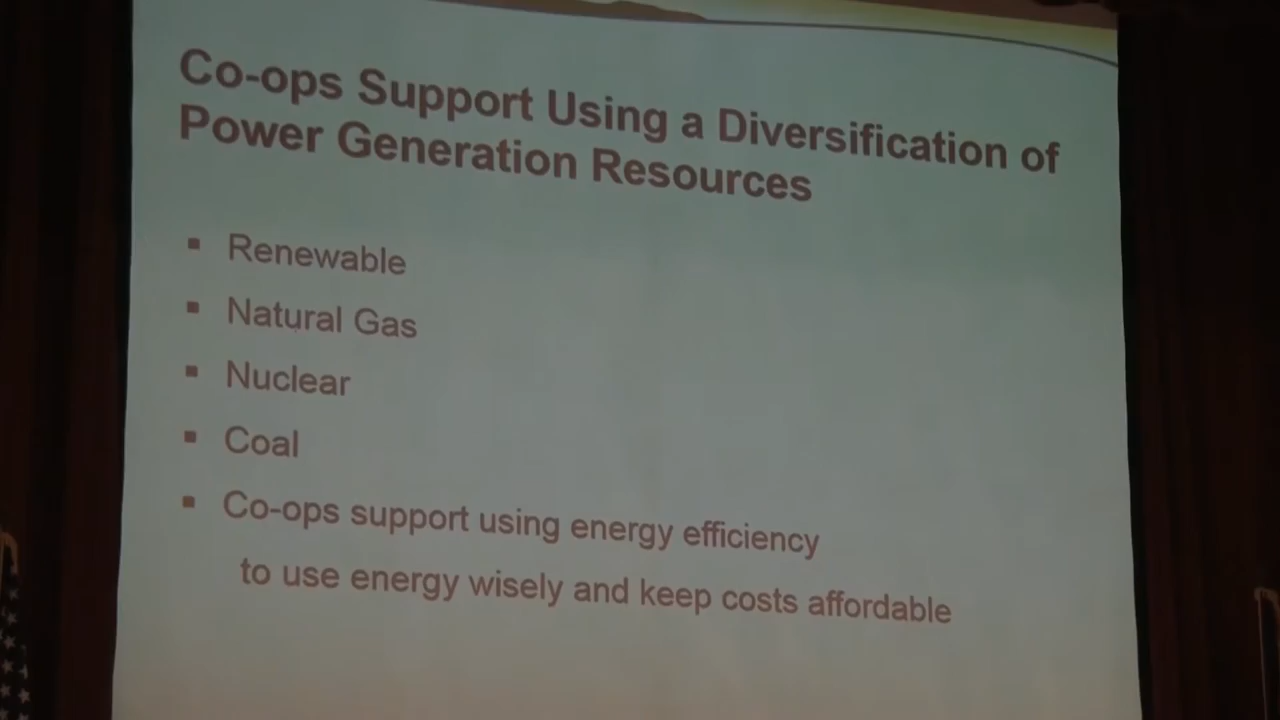 Co-ops Support Using a Diversification of
Power Generation Resources
▪ Renewable
▪ Natural Gas
▪ Nuclear
▪ Coal
▪ Co-ops support using energy efficiency
to use energy wisely and keep costs affordable